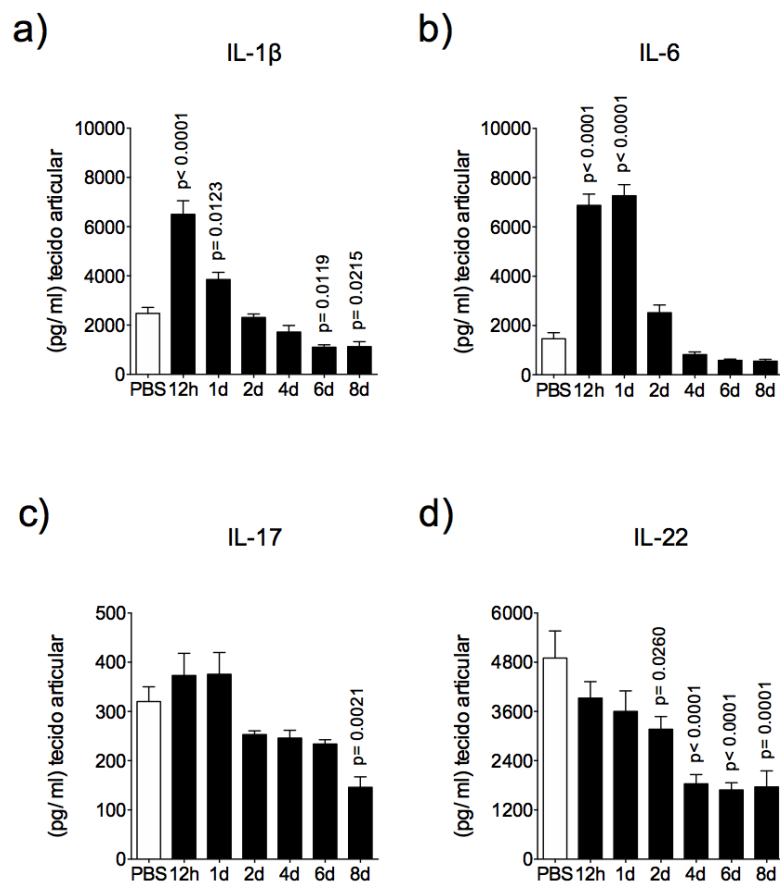 a)
IL-1β
(pg/ ml) tecido articular
10000
8000
6000
4000
2000
0
p< 0.0001
p= 0.0123
p= 0.0119
p= 0.0215
PBS 12h 1d 2d 4d 6d 8d
b)
IL-6
(pg/ ml) tecido articular
10000
8000
6000
4000
2000
0
p< 0.0001
p< 0.0001
PBS 12h 1d 2d 4d 6d 8d
c)
IL-17
(pg/ ml) tecido articular
500
400
300
200
100
0
p= 0.0021
PBS 12h 1d 2d 4d 6d 8d
d)
IL-22
(pg/ ml) tecido articular
6000
4800
3600
2400
1200
0
p= 0.0260
p< 0.0001
p< 0.0001
p= 0.0001
PBS 12h 1d 2d 4d 6d 8d